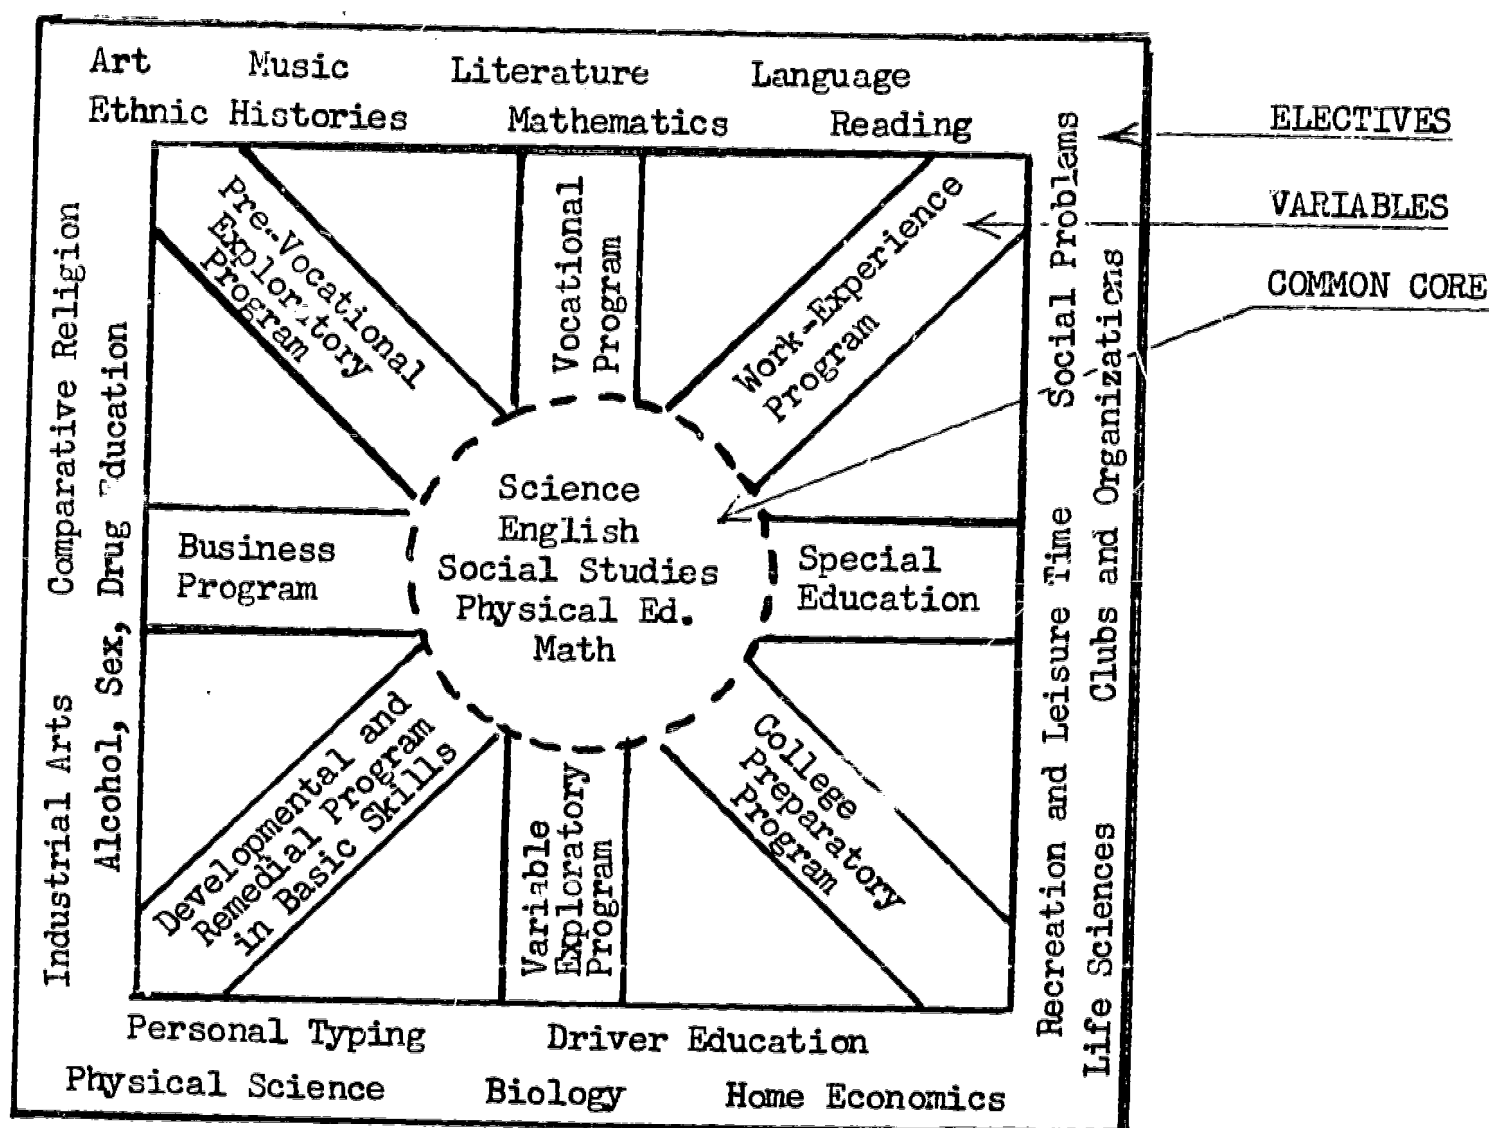 Art Music Literature Language
Ethnic Histories Mathematics Reading
ELECTIVES
VARIABLES
COMMON CORE
Comparative Religion
Industrial Arts
Alcohol, Sex, Drug Education
Social Problems
Recreation and Leisure Time
Clubs and Organizations
Life Sciences
Pre-Vocational
Exploratory
Program
Vocational
Program
Work-Experience
Program
Business
Program
Science
English
Social Studies
Physical Ed.
Math
Special
Education
Developmental and
Remedial Program
in Basic Skills
Variable
Exploratory
Program
College
Preparatory
Program
Personal Typing Driver Education
Physical Science Biology Home Economics